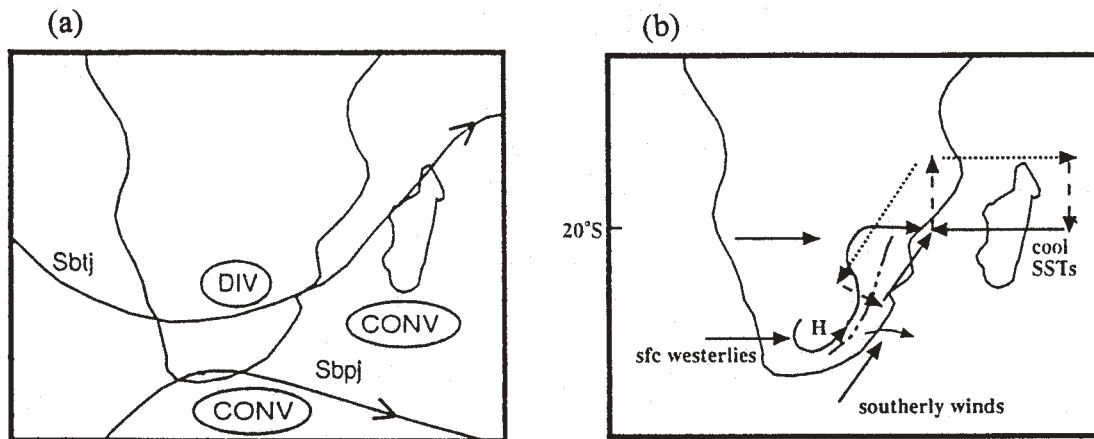 (a)
Sbtj
DIV
CONV
Sbpj
CONV
(b)
20°S
cool
SSTs
H
sfc westerlies
southerly winds